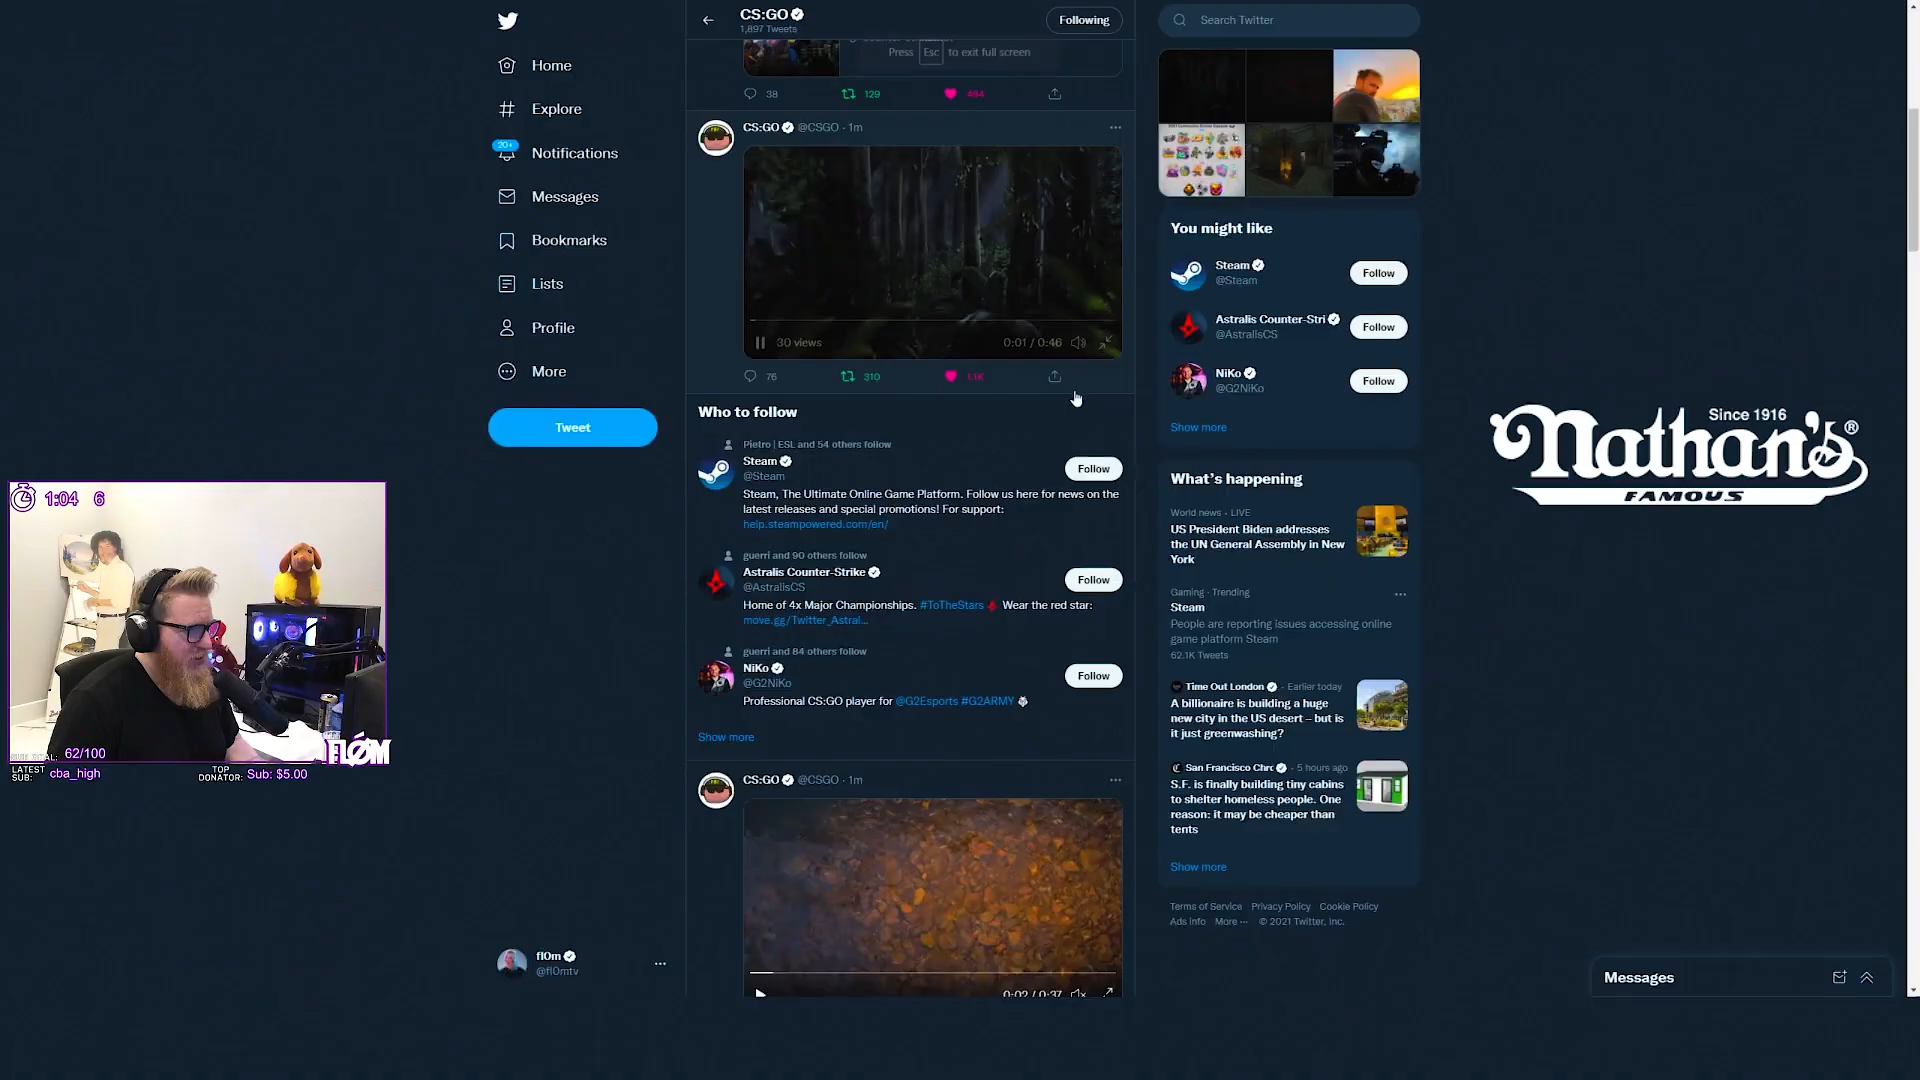 Home
Explore
20+
Notifications
Messages
Bookmarks
Lists
Profile
More
Tweet
fl0m
@fl0mtv
CS:GO
1,897 Tweets
Following
Press Esc to exit full screen
38
129
464
CS:GO @CSGO · 1m
30 views
0:01 / 0:46
76
310
1.1K
Who to follow
Pietro | ESL and 54 others follow
Steam
@Steam
Follow
Steam, The Ultimate Online Game Platform. Follow us here for news on the
latest releases and special promotions! For support:
help.steampowered.com/en/
guerri and 90 others follow
Astralis Counter-Strike
@AstralisCS
Follow
Home of 4x Major Championships. #ToTheStars Wear the red star:
move.gg/Twitter_Astral...
guerri and 84 others follow
NiKo
@G2NiKo
Follow
Professional CS:GO player for @G2Esports #G2ARMY
Show more
CS:GO @CSGO · 1m
0:02 / 0:37
Search Twitter
You might like
Steam
@Steam
Follow
Astralis Counter-Stri
@AstralisCS
Follow
NiKo
@G2NiKo
Follow
Show more
What's happening
World news · LIVE
US President Biden addresses
the UN General Assembly in New
York
Gaming · Trending
Steam
People are reporting issues accessing online
game platform Steam
62.1K Tweets
Time Out London · Earlier today
A billionaire is building a huge
new city in the US desert – but is
it just greenwashing?
San Francisco Chrc · 5 hours ago
S.F. is finally building tiny cabins
to shelter homeless people. One
reason: it may be cheaper than
tents
Show more
Terms of Service Privacy Policy Cookie Policy
Ads info More ··· © 2021 Twitter, Inc.
Messages
Since 1916
Nathan's®
FAMOUS
1:04 6
FLØM
62/100
LATEST
SUB: cba_high
TOP
DONATOR: Sub: $5.00